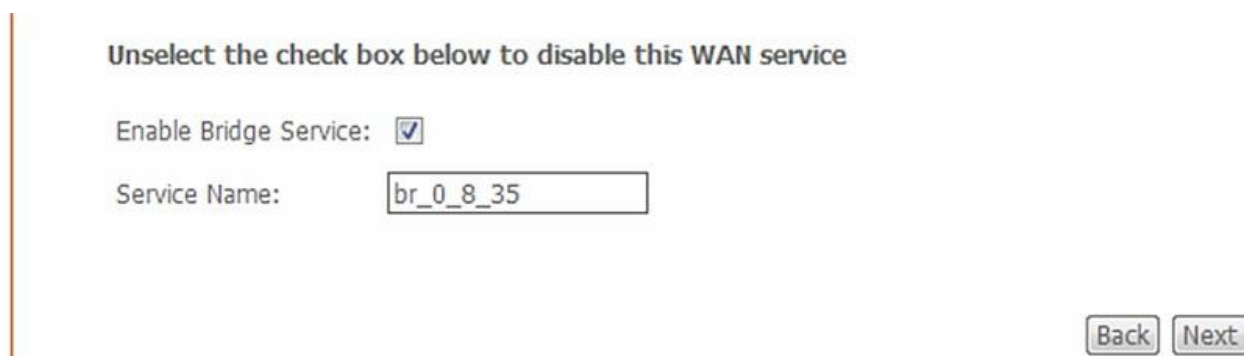 Unselect the check box below to disable this WAN service
Enable Bridge Service:
Service Name: br_0_8_35
Back Next